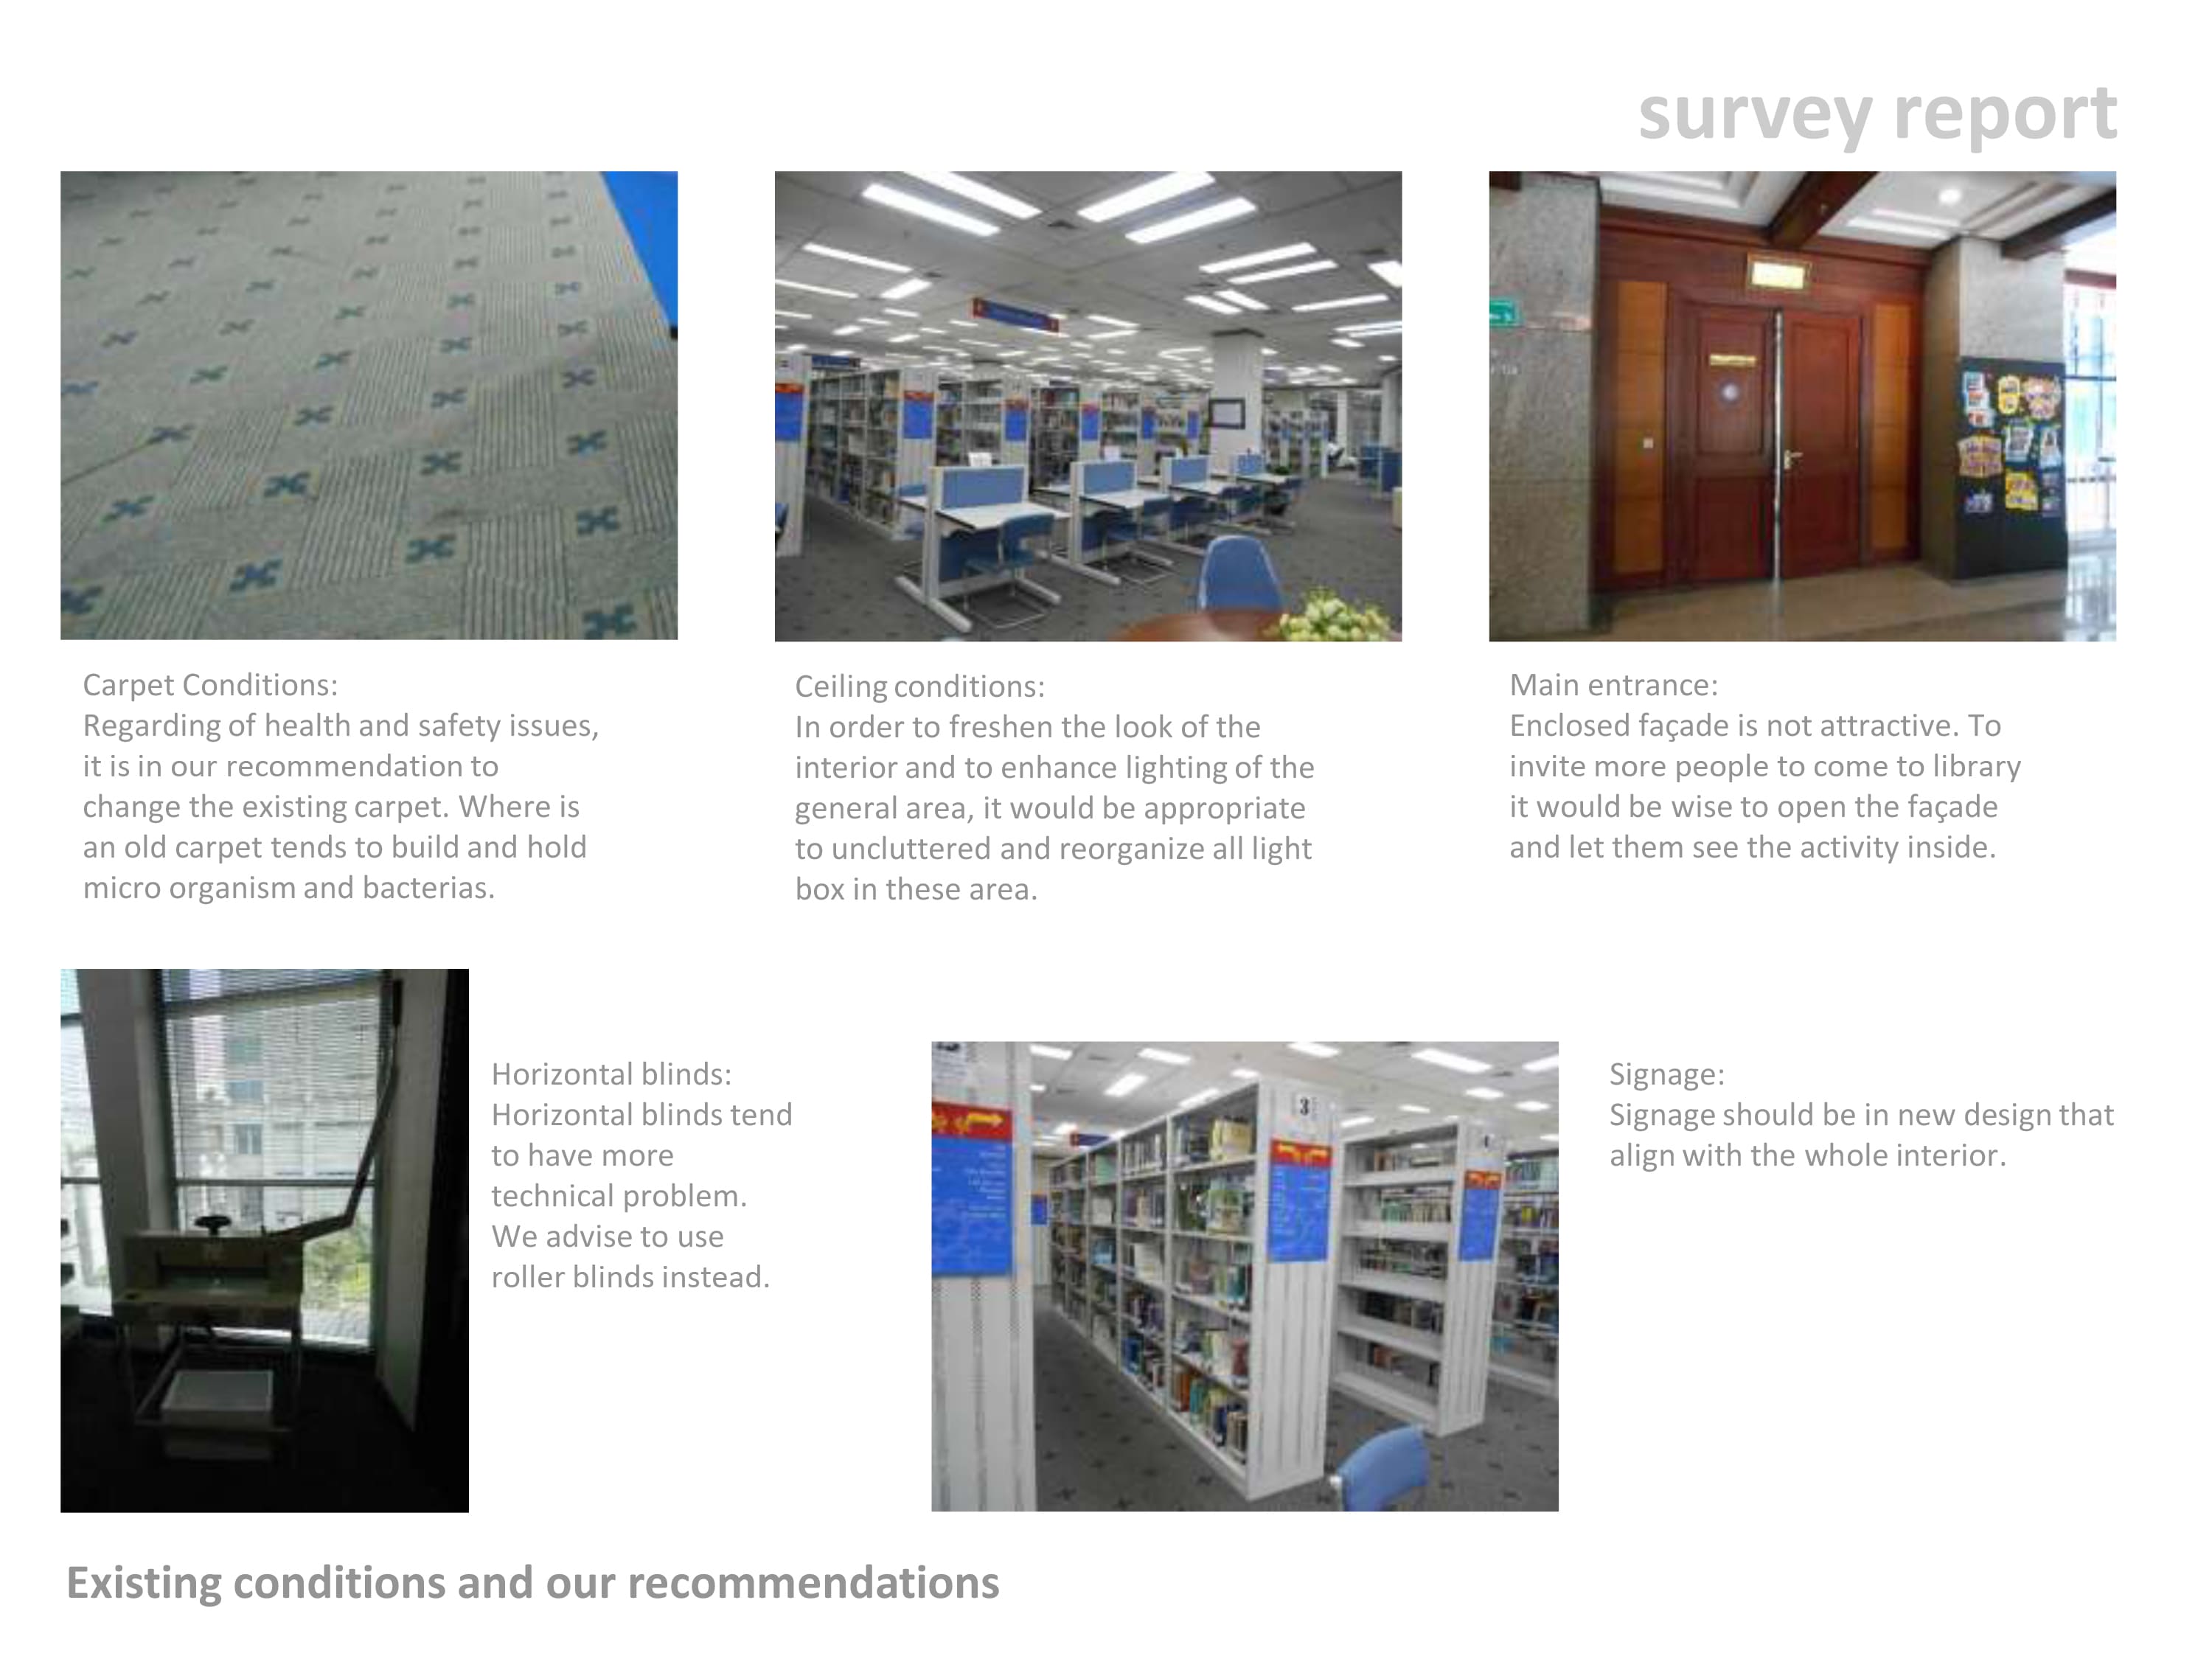 survey report
Carpet Conditions:
Regarding of health and safety issues,
it is in our recommendation to
change the existing carpet. Where is
an old carpet tends to build and hold
micro organism and bacterias.
Ceiling conditions:
In order to freshen the look of the
interior and to enhance lighting of the
general area, it would be appropriate
to uncluttered and reorganize all light
box in these area.
Main entrance:
Enclosed façade is not attractive. To
invite more people to come to library
it would be wise to open the façade
and let them see the activity inside.
Horizontal blinds:
Horizontal blinds tend
to have more
technical problem.
We advise to use
roller blinds instead.
3
Signage:
Signage should be in new design that
align with the whole interior.
Existing conditions and our recommendations